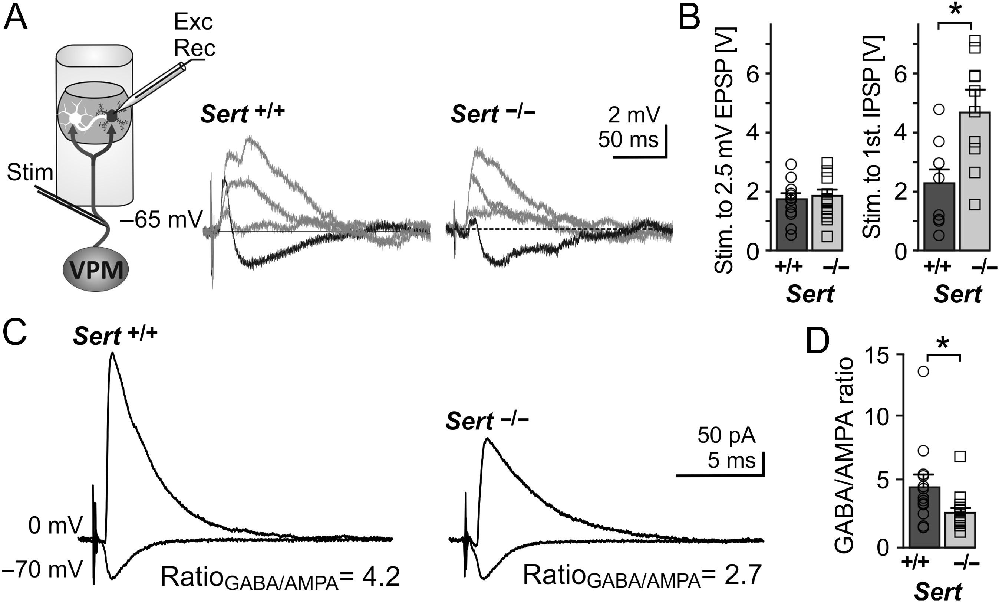 A
Exc
Rec
Stim
VPM
–65 mV
Sert +/+
Sert –/–
2 mV
50 ms
B
Stim. to 2.5 mV EPSP [V]
6
4
2
0
+/+
–/–
Sert
*
Stim. to 1st. IPSP [V]
6
4
2
0
+/+
–/–
Sert
C
Sert +/+
0 mV
–70 mV
RatioGABA/AMPA= 4.2
Sert –/–
50 pA
5 ms
RatioGABA/AMPA= 2.7
D
*
GABA/AMPA ratio
15
10
5
0
+/+
–/–
Sert